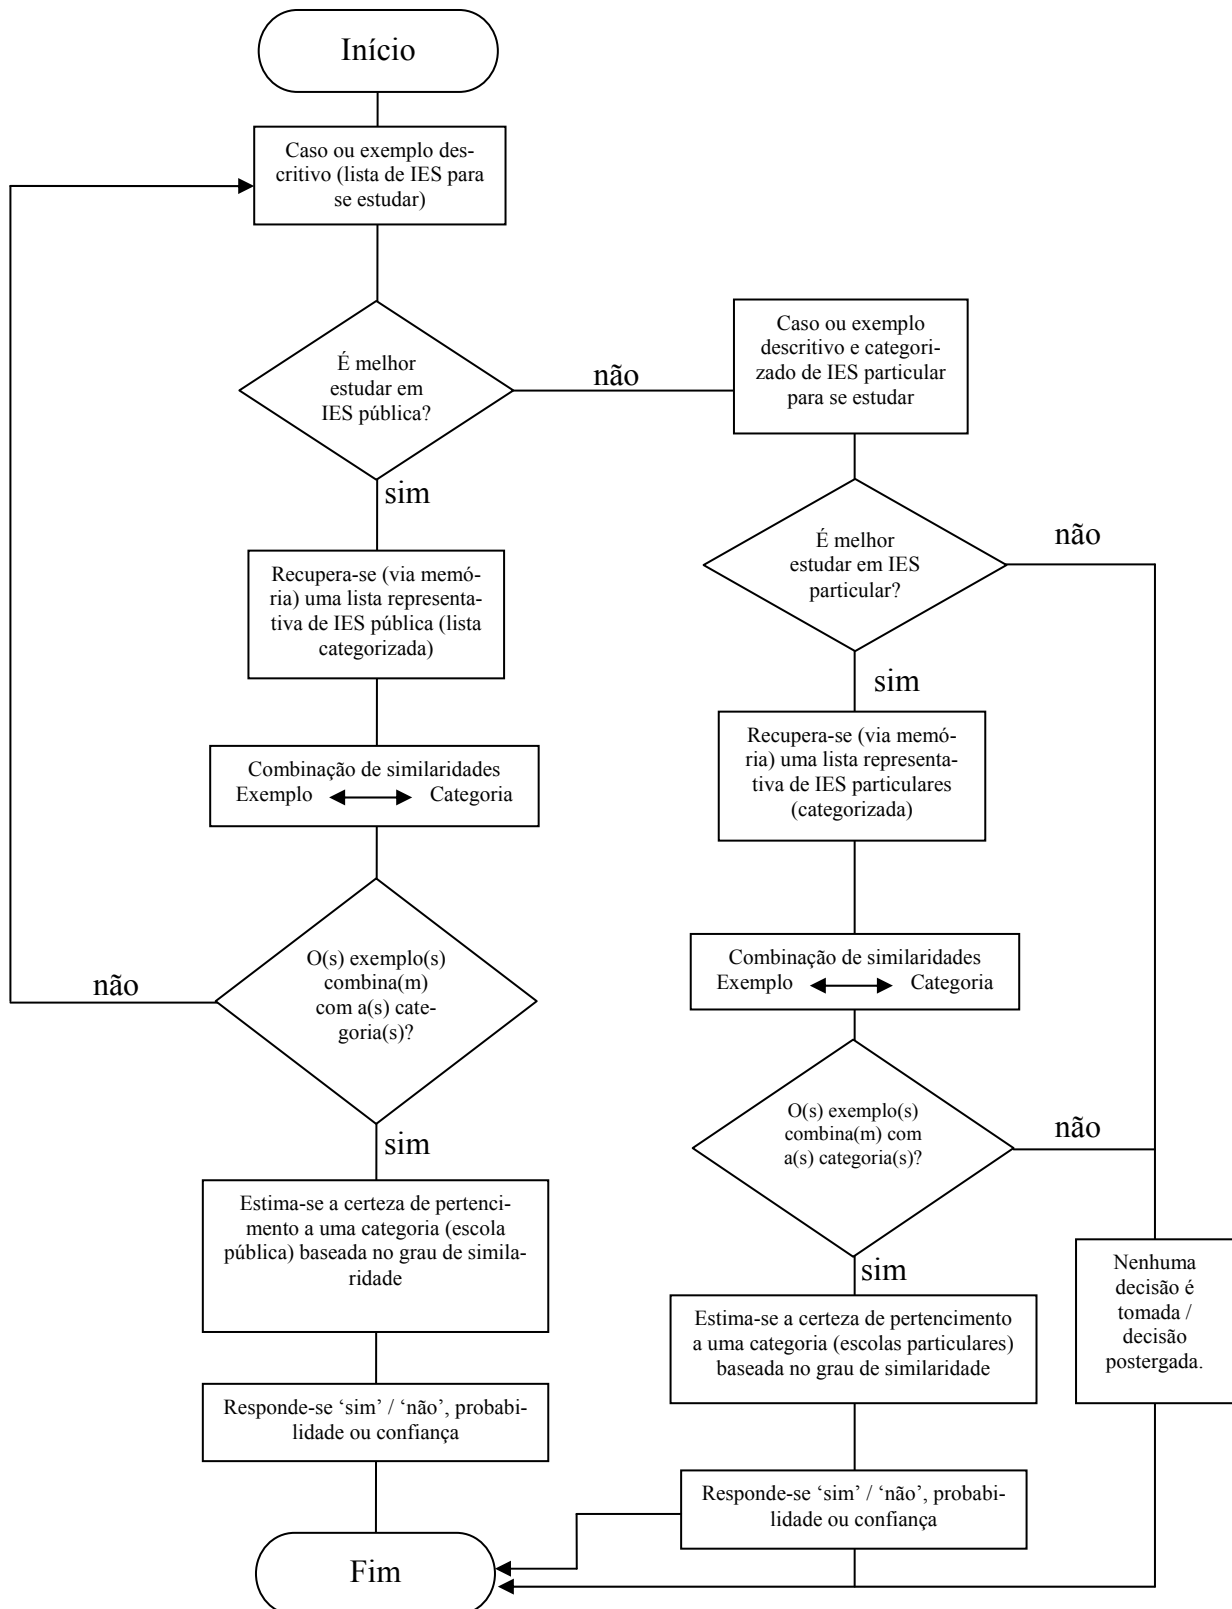 Início
Caso ou exemplo des-
critivo (lista de IES para
se estudar)
É melhor
estudar em
IES pública?
não
sim
Caso ou exemplo
descritivo e categori-
zado de IES particular
para se estudar
É melhor
estudar em IES
particular?
não
sim
Recupera-se (via memó-
ria) uma lista representa-
tiva de IES pública (lista
categorizada)
Combinação de similaridades
Exemplo Categoria
O(s) exemplo(s)
combina(m)
com a(s) cate-
goria(s)?
não
sim
Estima-se a certeza de pertenci-
mento a uma categoria (escola
pública) baseada no grau de simila-
ridade
Responde-se ‘sim’ / ‘não’, probabi-
lidade ou confiança
Recupera-se (via memó-
ria) uma lista representa-
tiva de IES particulares
(categorizada)
Combinação de similaridades
Exemplo Categoria
O(s) exemplo(s)
combina(m) com
a(s) categoria(s)?
não
sim
Estima-se a certeza de pertencimento
a uma categoria (escolas particulares)
baseada no grau de similaridade
Nenhuma
decisão é
tomada /
decisão
postergada.
Responde-se ‘sim’ / ‘não’, probabi-
lidade ou confiança
Fim